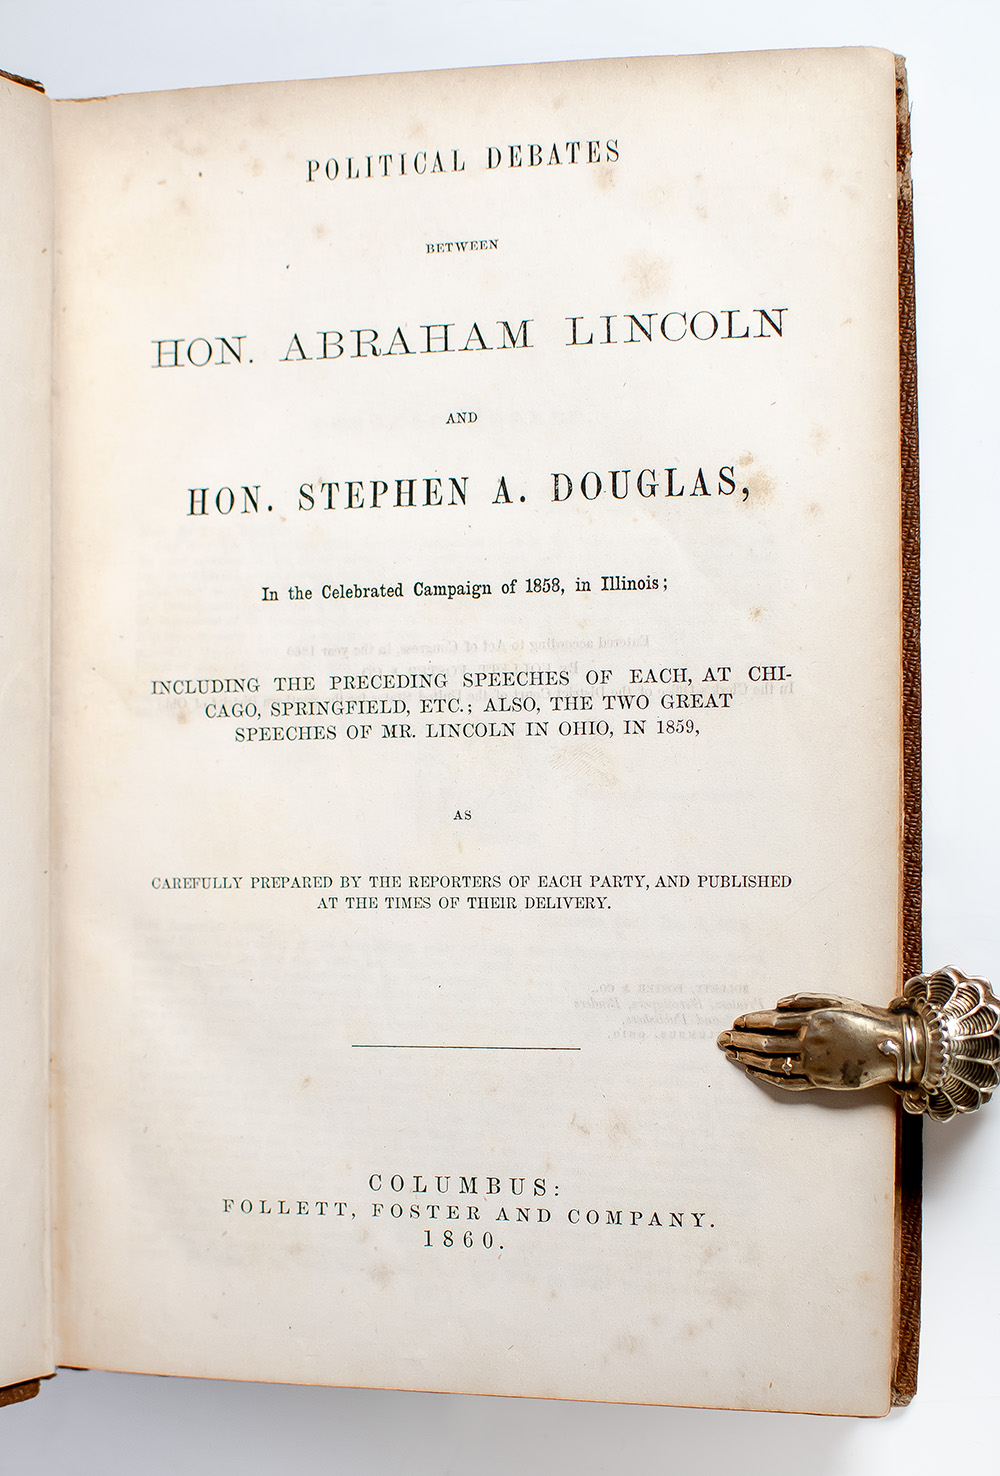 POLITICAL DEBATES
BETWEEN
HON. ABRAHAM LINCOLN
AND
HON. STEPHEN A. DOUGLAS,
In the Celebrated Campaign of 1858, in Illinois;
INCLUDING THE PRECEDING SPEECHES OF EACH, AT CHI-
CAGO, SPRINGFIELD, ETC.; ALSO, THE TWO GREAT
SPEECHES OF MR. LINCOLN IN OHIO, IN 1859,
AS
CAREFULLY PREPARED BY THE REPORTERS OF EACH PARTY, AND PUBLISHED
AT THE TIMES OF THEIR DELIVERY.
COLUMBUS:
FOLLETT, FOSTER AND COMPANY.
1860.